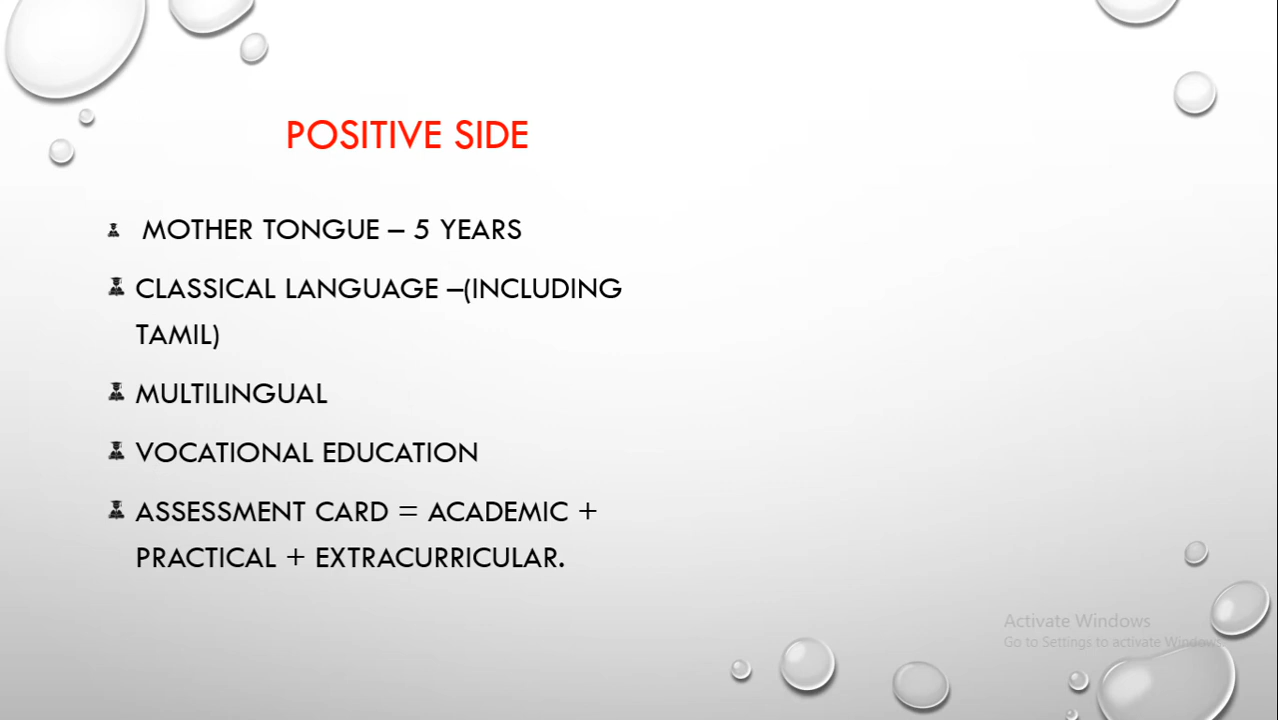 POSITIVE SIDE
MOTHER TONGUE – 5 YEARS
CLASSICAL LANGUAGE –(INCLUDING
TAMIL)
MULTILINGUAL
VOCATIONAL EDUCATION
ASSESSMENT CARD = ACADEMIC +
PRACTICAL + EXTRACURRICULAR.
Activate Windows
Go to Settings to activate Windows.